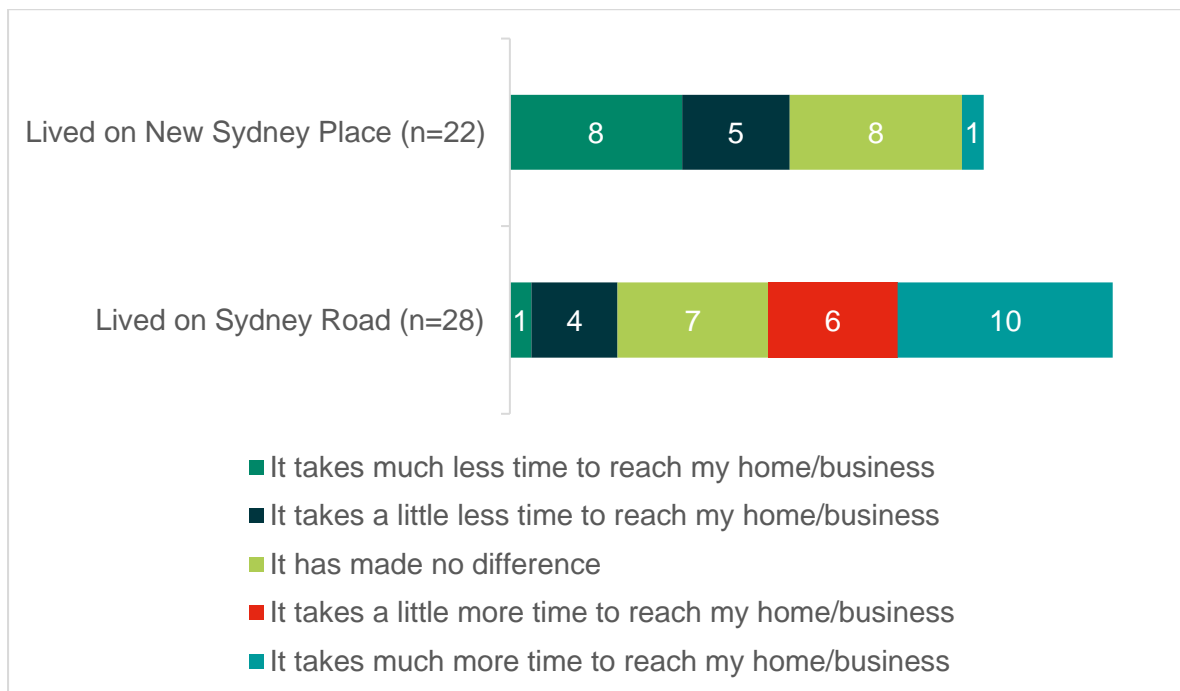 Lived on New Sydney Place (n=22)
8 5 8 1
Lived on Sydney Road (n=28)
1 4 7 6 10
It takes much less time to reach my home/business
It takes a little less time to reach my home/business
It has made no difference
It takes a little more time to reach my home/business
It takes much more time to reach my home/business